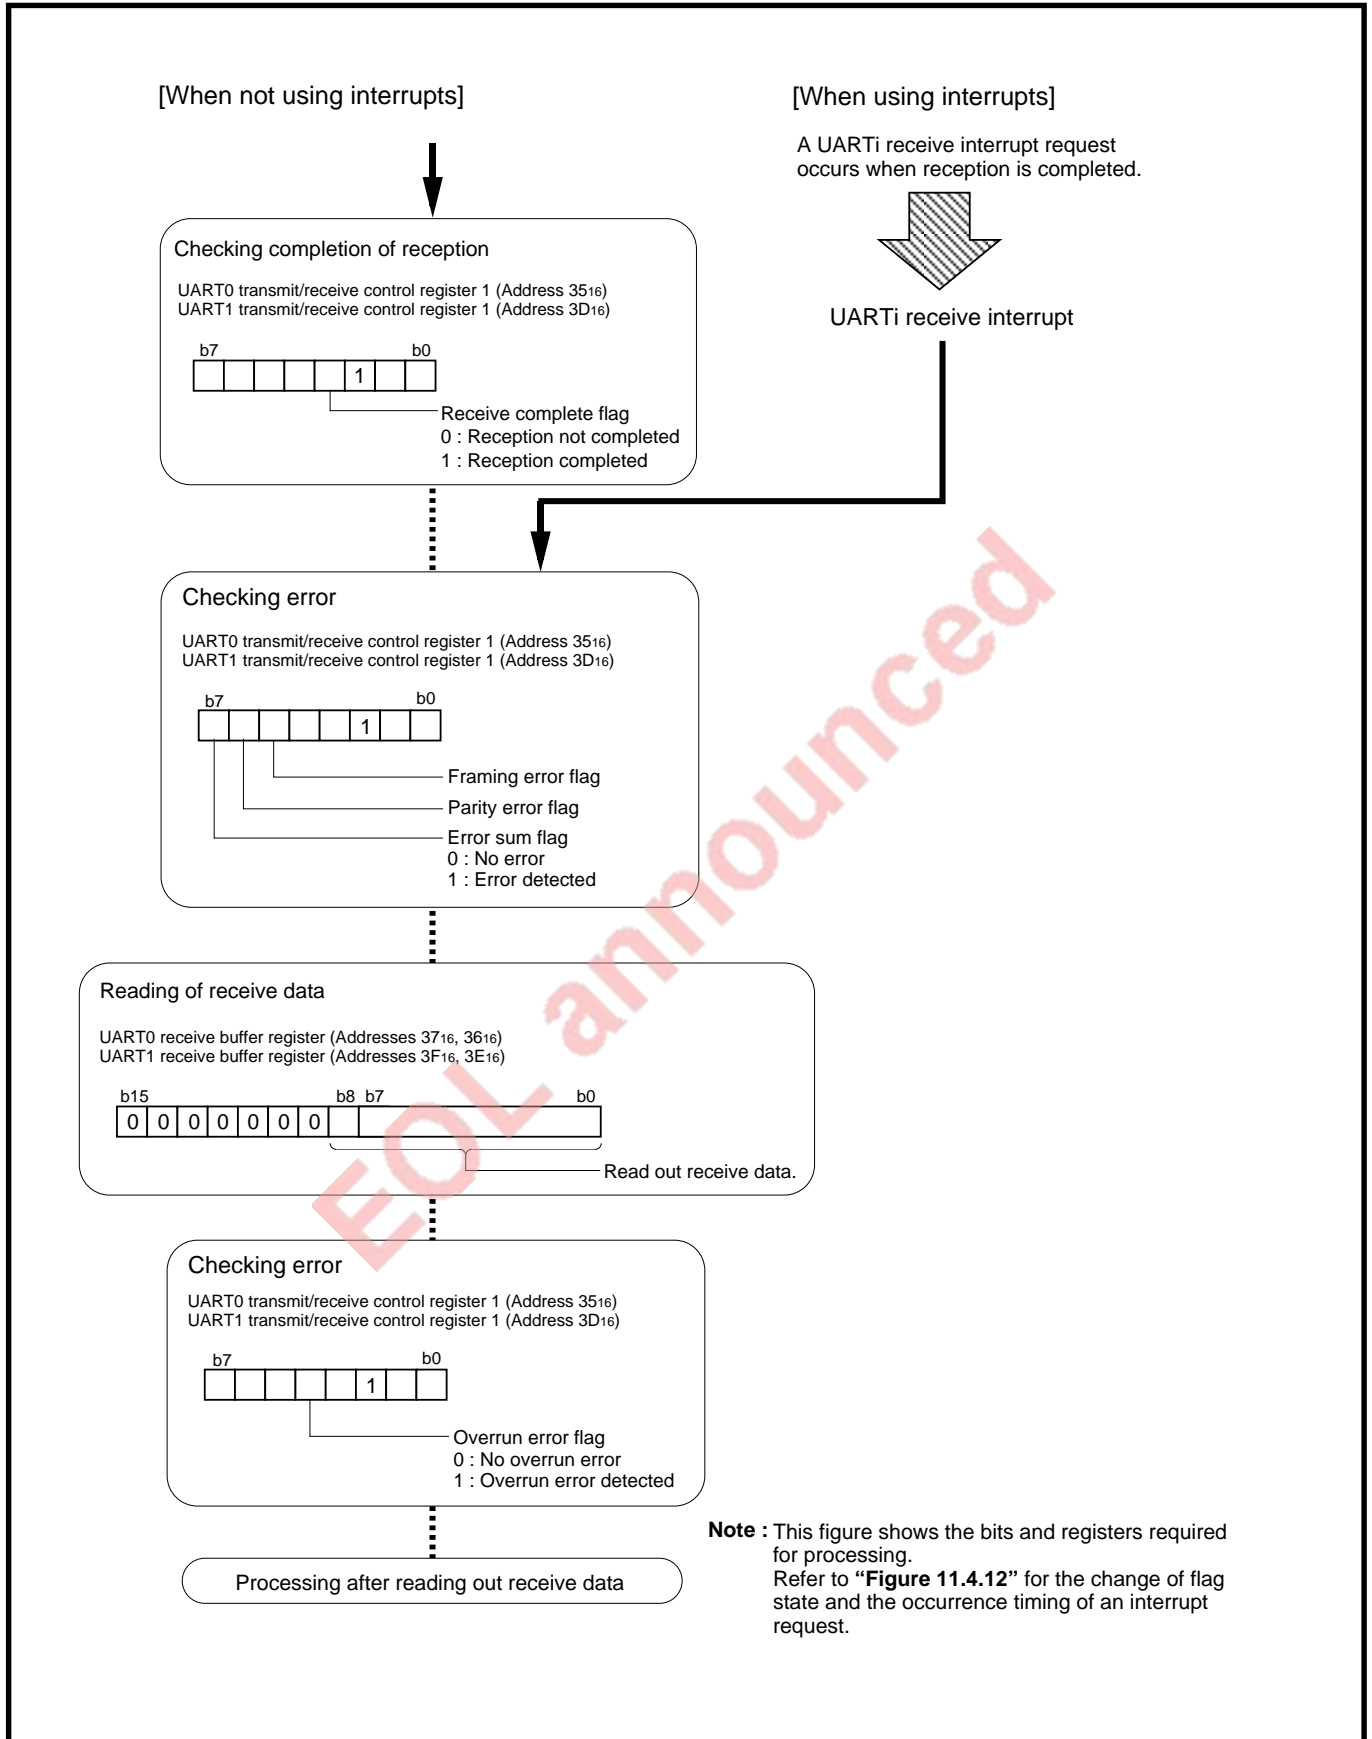 [When not using interrupts]
[When using interrupts]
A UARTi receive interrupt request
occurs when reception is completed.
UARTi receive interrupt
Checking completion of reception
UART0 transmit/receive control register 1 (Address 3516)
UART1 transmit/receive control register 1 (Address 3D16)
b7 b0
1
Receive complete flag
0 : Reception not completed
1 : Reception completed
Checking error
UART0 transmit/receive control register 1 (Address 3516)
UART1 transmit/receive control register 1 (Address 3D16)
b7 b0
1
Framing error flag
Parity error flag
Error sum flag
0 : No error
1 : Error detected
Reading of receive data
UART0 receive buffer register (Addresses 3716, 3616)
UART1 receive buffer register (Addresses 3F16, 3E16)
b15 b8 b7 b0
0 0 0 0 0 0 0
Read out receive data.
Checking error
UART0 transmit/receive control register 1 (Address 3516)
UART1 transmit/receive control register 1 (Address 3D16)
b7 b0
1
Overrun error flag
0 : No overrun error
1 : Overrun error detected
Processing after reading out receive data
Note : This figure shows the bits and registers required
for processing.
Refer to “Figure 11.4.12” for the change of flag
state and the occurrence timing of an interrupt
request.
EOL announced